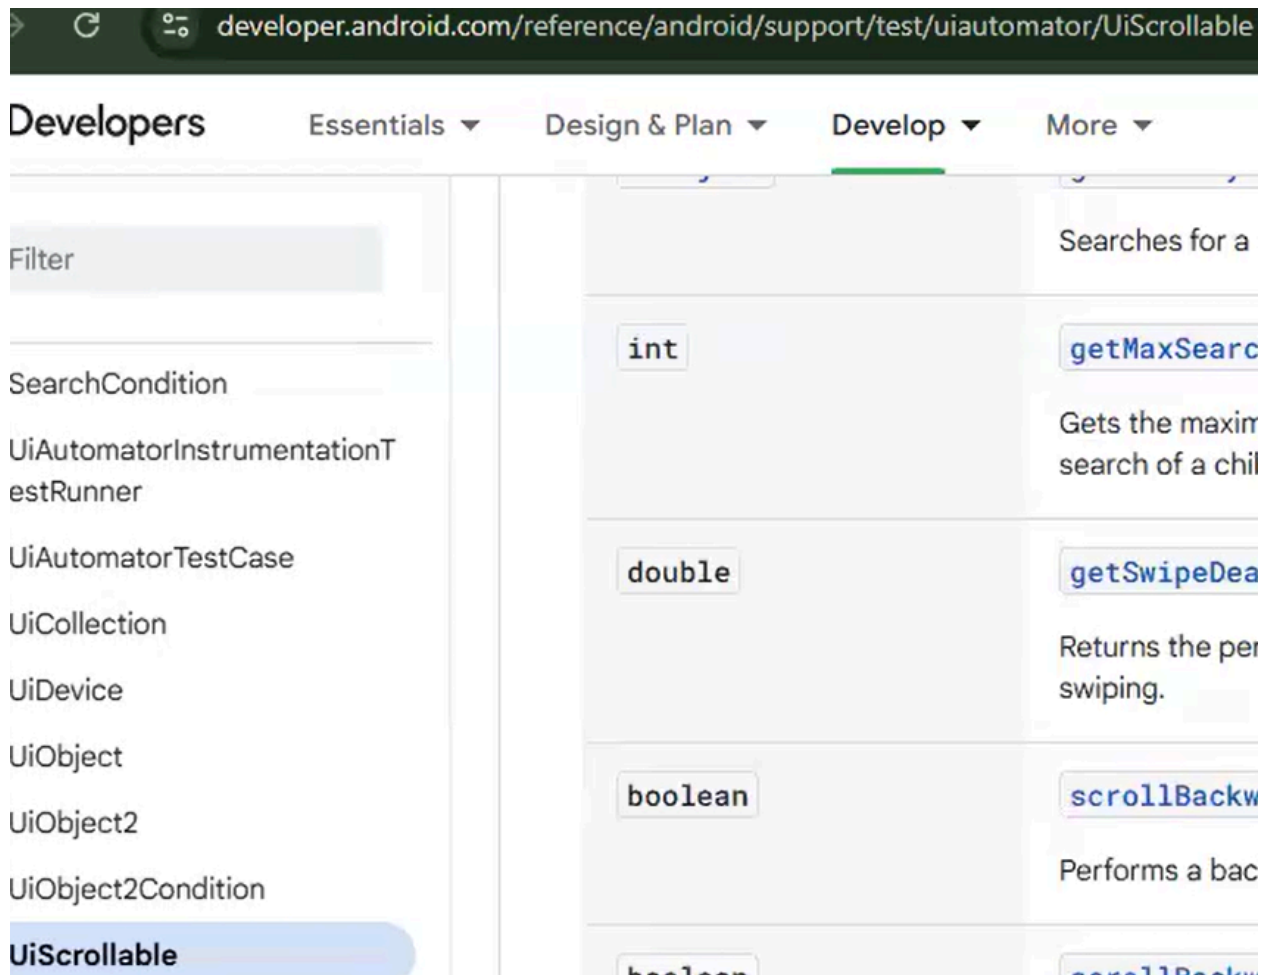 developer.android.com/reference/android/support/test/uiautomator/UiScrollable
Developers
Essentials
Design & Plan
Develop
More
Filter
SearchCondition
UiAutomatorInstrumentationT
estRunner
UiAutomatorTestCase
UiCollection
UiDevice
UiObject
UiObject2
UiObject2Condition
UiScrollable
Searches for a
int
getMaxSearc
Gets the maxim
search of a chil
double
getSwipeDea
Returns the per
swiping.
boolean
scrollBackw
Performs a bac
boolean
scrollBackw